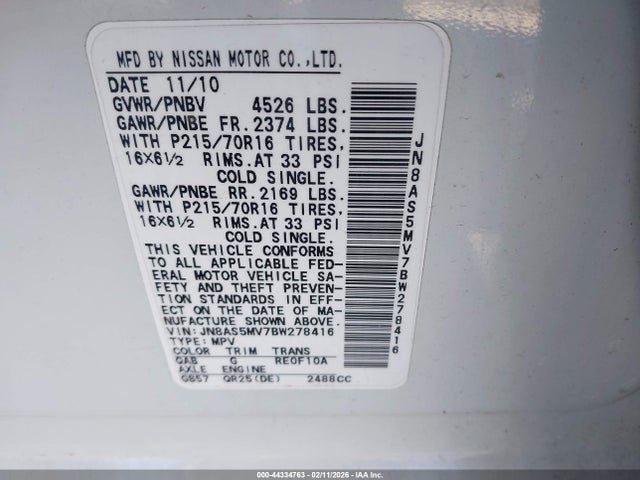 MFD BY NISSAN MOTOR CO.,LTD.
DATE 11/10
GVWR/PNBV 4526 LBS.
GAWR/PNBE FR. 2374 LBS.
WITH P215/70R16 TIRES,
16X6½ RIMS. AT 33 PSI
COLD SINGLE.
GAWR/PNBE RR. 2169 LBS.
WITH P215/70R16 TIRES,
16X6½ RIMS. AT 33 PSI
COLD SINGLE.
THIS VEHICLE CONFORMS
TO ALL APPLICABLE FED-
ERAL MOTOR VEHICLE SA-
FETY AND THEFT PREVEN-
TION STANDARDS IN EFF-
ECT ON THE DATE OF MA-
NUFACTURE SHOWN ABOVE.
VIN: JN8AS5MV7BW278416
TYPE: MPV
COLOR TRIM TRANS
QAB G RE0F10A
AXLE ENGINE
GB57 QR25(DE) 2488CC
JN8AS5MV7BW278416
000-44334763 - 02/11/2026 - IAA Inc.